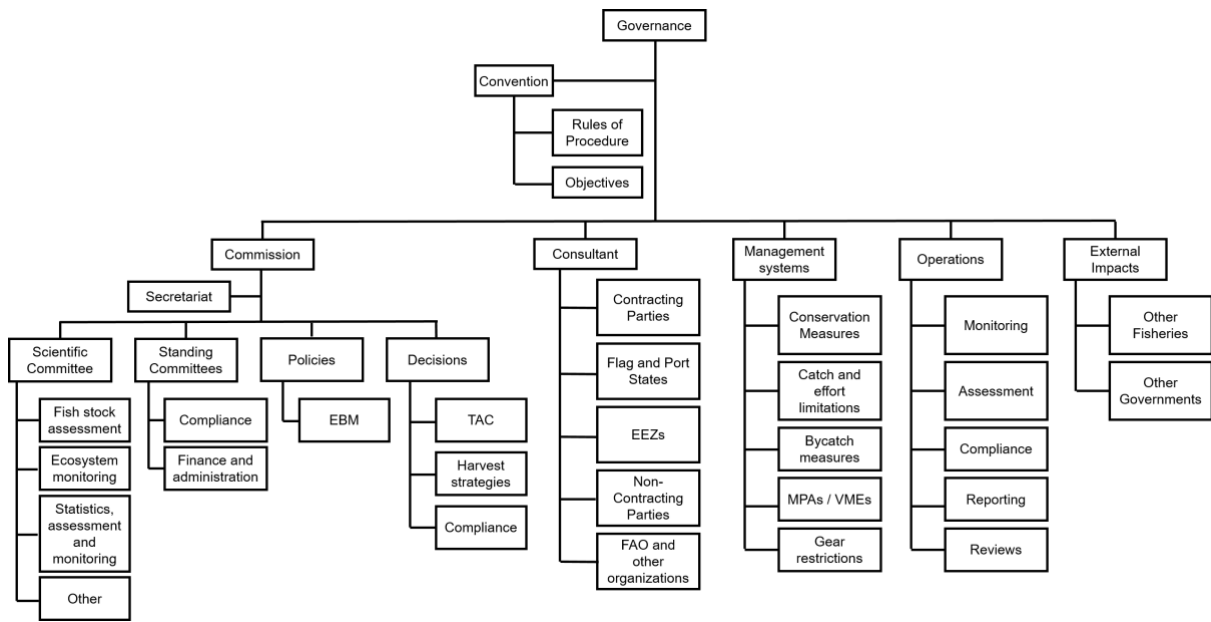 Governance
Convention
Rules of
Procedure
Objectives
Commission
Secretariat
Scientific
Committee
Fish stock
assessment
Ecosystem
monitoring
Statistics,
assessment
and
monitoring
Other
Standing
Committees
Compliance
Finance and
administration
Policies
EBM
Decisions
TAC
Harvest
strategies
Compliance
Consultant
Contracting
Parties
Flag and Port
States
EEZs
Non-
Contracting
Parties
FAO and
other
organizations
Management
systems
Conservation
Measures
Catch and
effort
limitations
Bycatch
measures
MPAs / VMEs
Gear
restrictions
Operations
Monitoring
Assessment
Compliance
Reporting
Reviews
External
Impacts
Other
Fisheries
Other
Governments